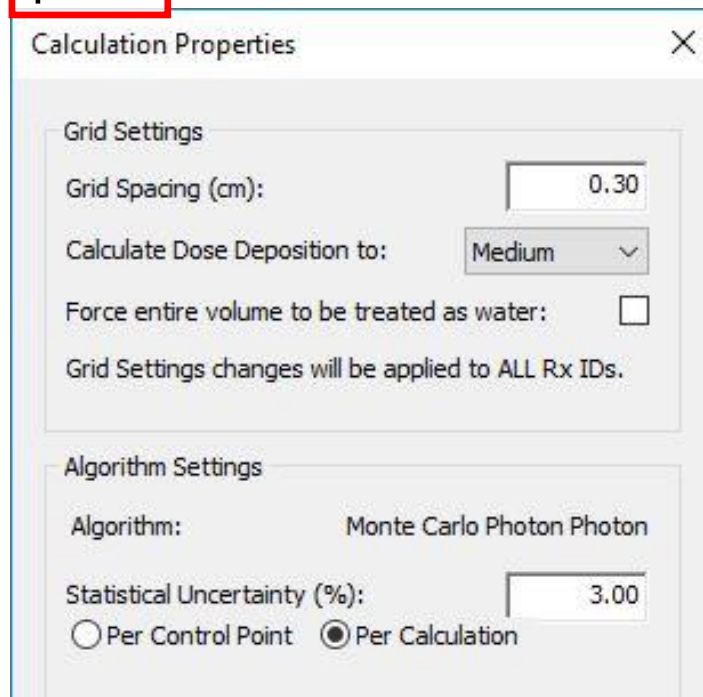 Calculation Properties
Grid Settings
Grid Spacing (cm): 0.30
Calculate Dose Deposition to: Medium
Force entire volume to be treated as water:
Grid Settings changes will be applied to ALL Rx IDs.
Algorithm Settings
Algorithm: Monte Carlo Photon Photon
Statistical Uncertainty (%): 3.00
Per Control Point Per Calculation